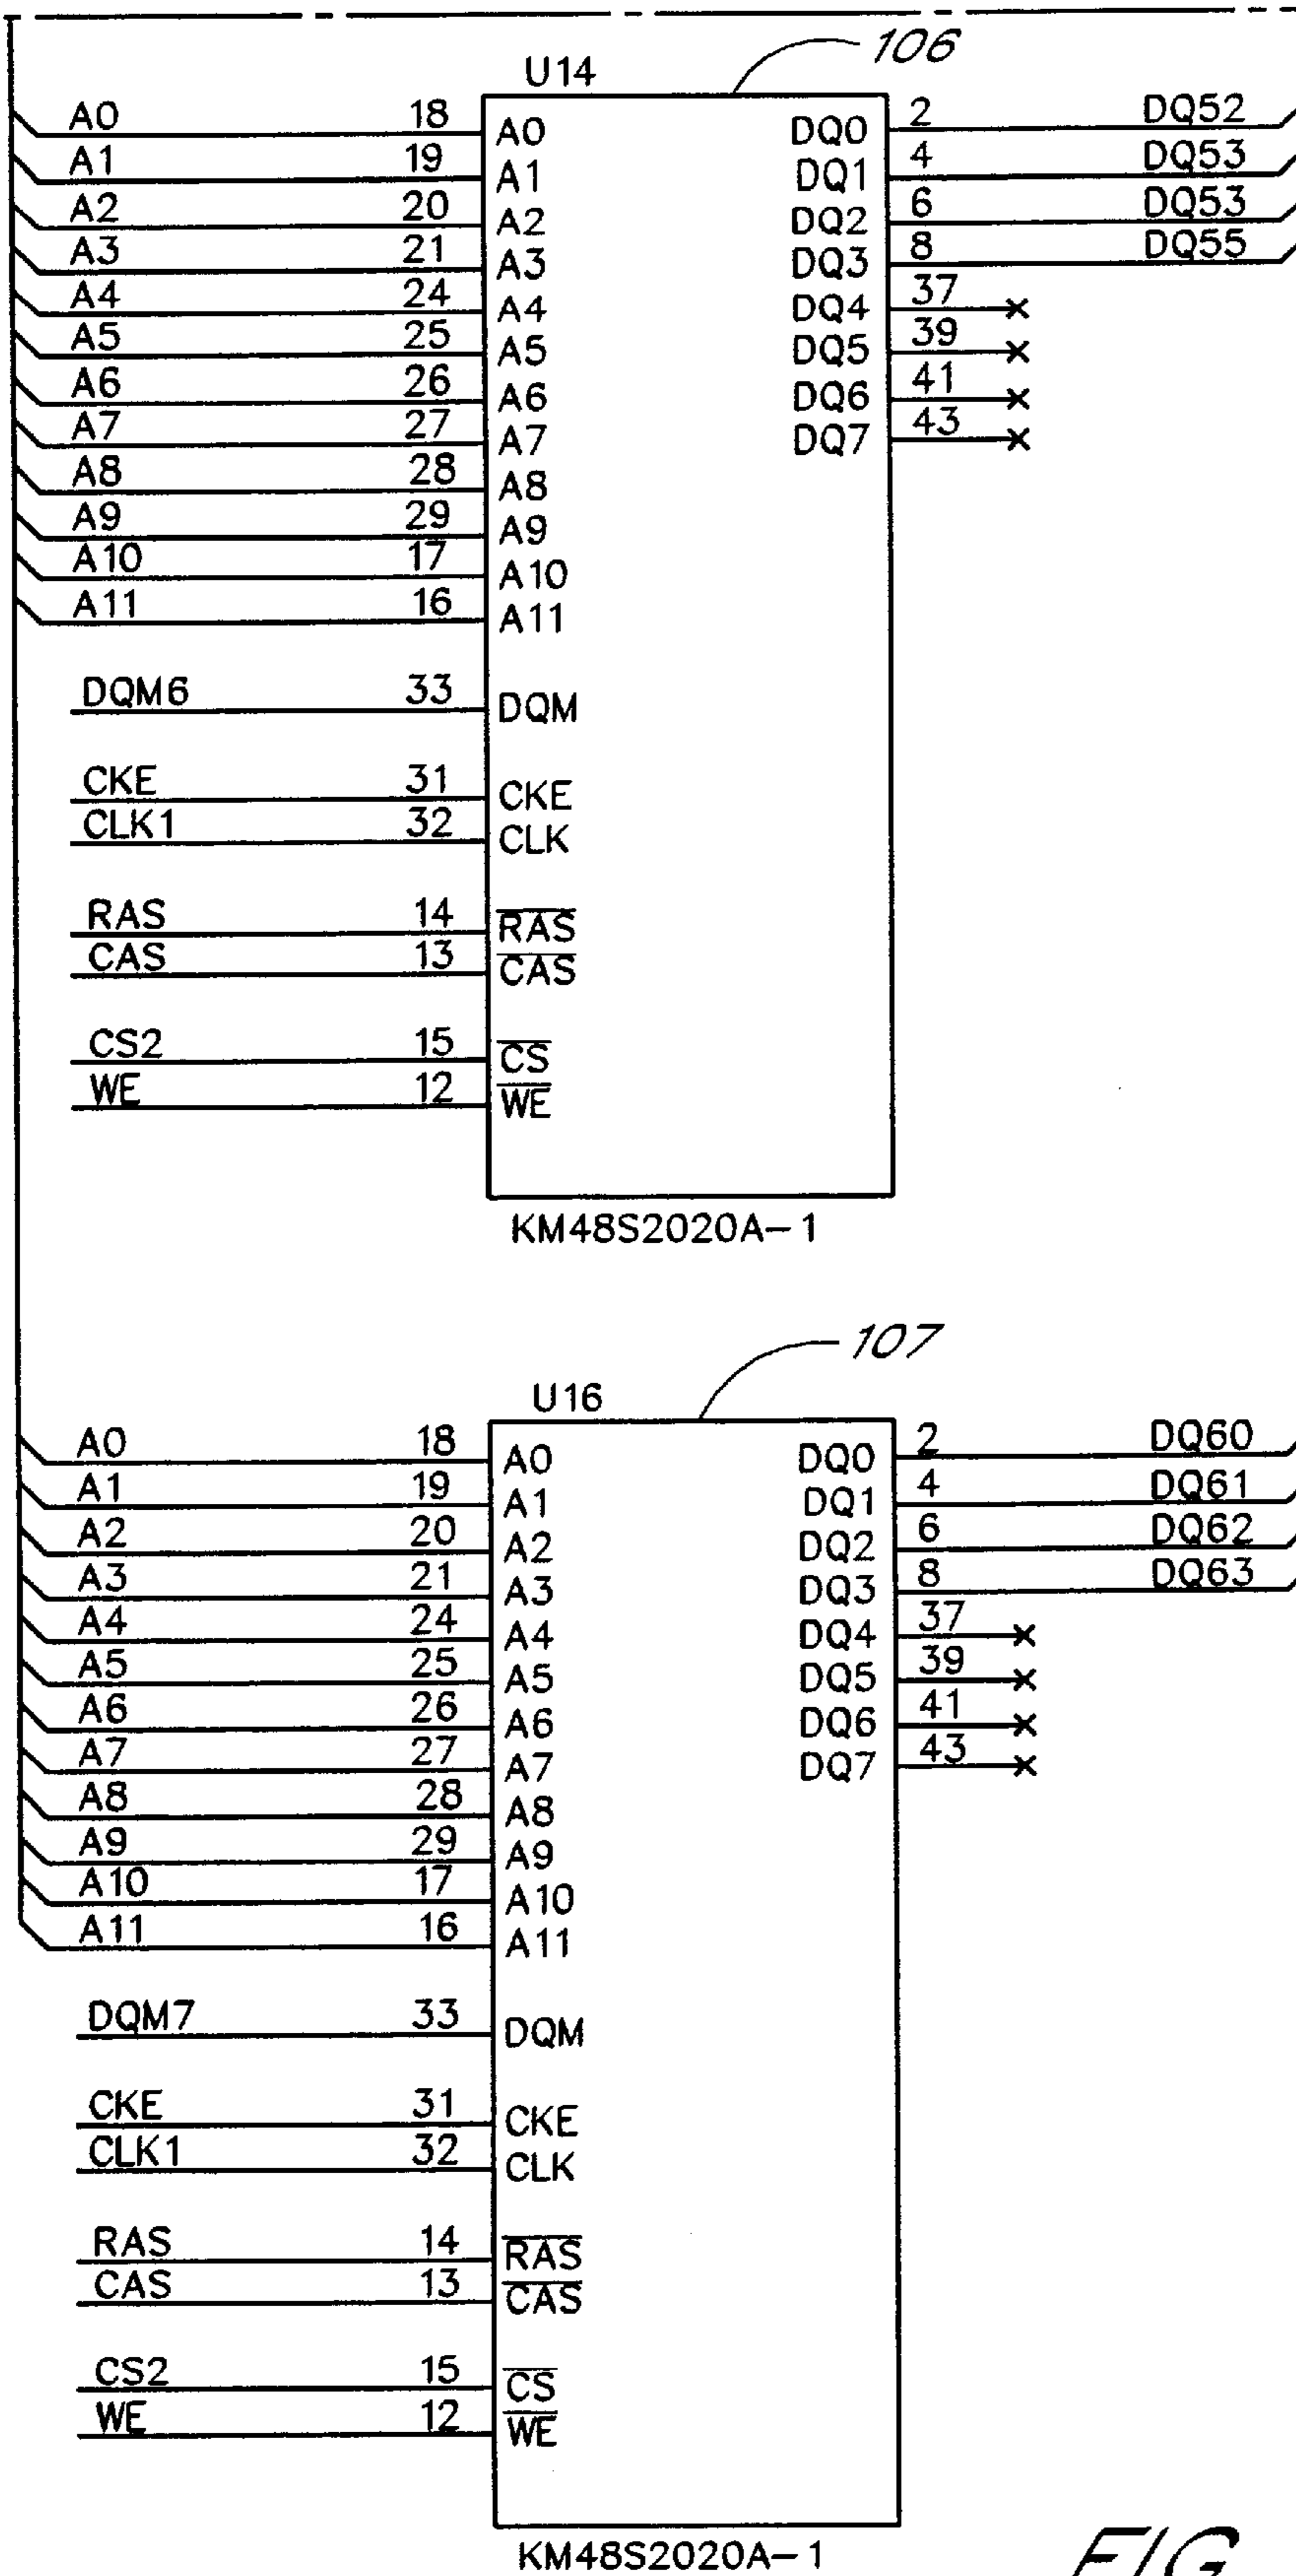 106
U14
A0 18 A0 DQ0 2 DQ52
A1 19 A1 DQ1 4 DQ53
A2 20 A2 DQ2 6 DQ53
A3 21 A3 DQ3 8 DQ55
A4 24 A4 DQ4 37
A5 25 A5 DQ5 39
A6 26 A6 DQ6 41
A7 27 A7 DQ7 43
A8 28 A8
A9 29 A9
A10 17 A10
A11 16 A11
DQM6 33 DQM
CKE 31 CKE
CLK1 32 CLK
RAS 14 RAS
CAS 13 CAS
CS2 15 CS
WE 12 WE
KM48S2020A-1
107
U16
A0 18 A0 DQ0 2 DQ60
A1 19 A1 DQ1 4 DQ61
A2 20 A2 DQ2 6 DQ62
A3 21 A3 DQ3 8 DQ63
A4 24 A4 DQ4 37
A5 25 A5 DQ5 39
A6 26 A6 DQ6 41
A7 27 A7 DQ7 43
A8 28 A8
A9 29 A9
A10 17 A10
A11 16 A11
DQM7 33 DQM
CKE 31 CKE
CLK1 32 CLK
RAS 14 RAS
CAS 13 CAS
CS2 15 CS
WE 12 WE
KM48S2020A-1
FIG